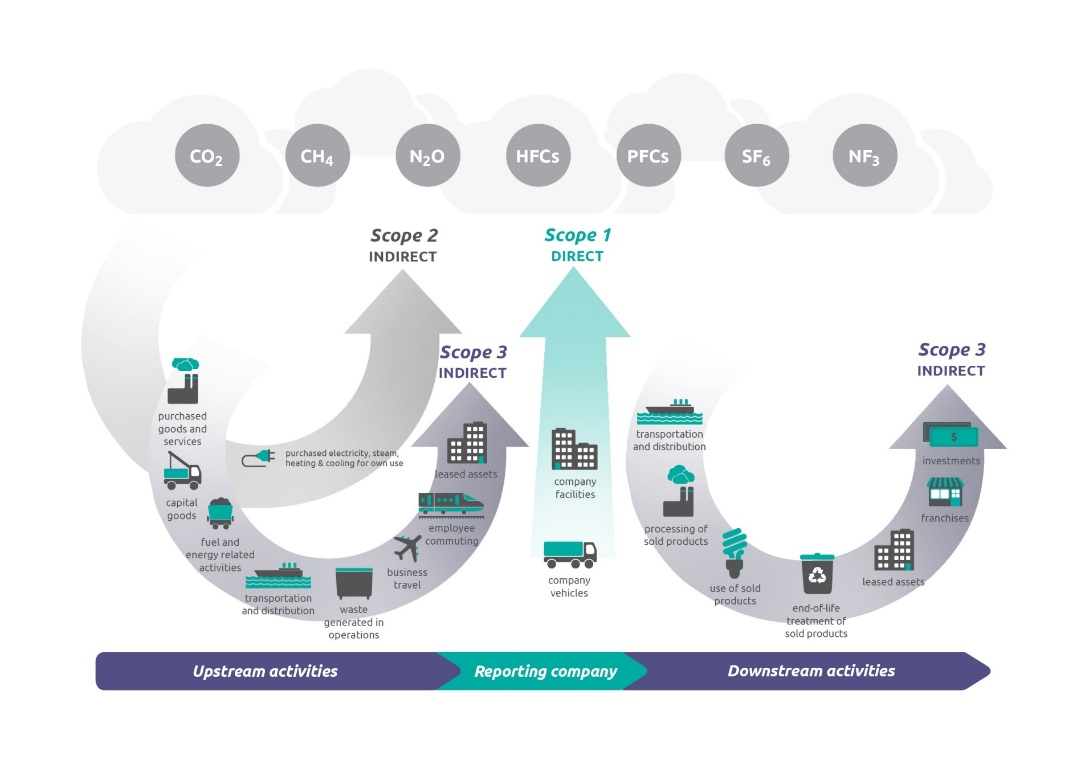 CO2
CH4
N2O
HFCs
PFCs
SF6
NF3
Scope 2
INDIRECT
Scope 1
DIRECT
Scope 3
INDIRECT
Scope 3
INDIRECT
purchased
goods and
services
capital
goods
fuel and
energy related
activities
transportation
and distribution
waste
generated in
operations
business
travel
employee
commuting
leased assets
purchased electricity, steam,
heating & cooling for own use
company
facilities
company
vehicles
transportation
and distribution
processing of
sold products
use of sold
products
end-of-life
treatment of
sold products
leased assets
franchises
investments
$
Upstream activities
Reporting company
Downstream activities